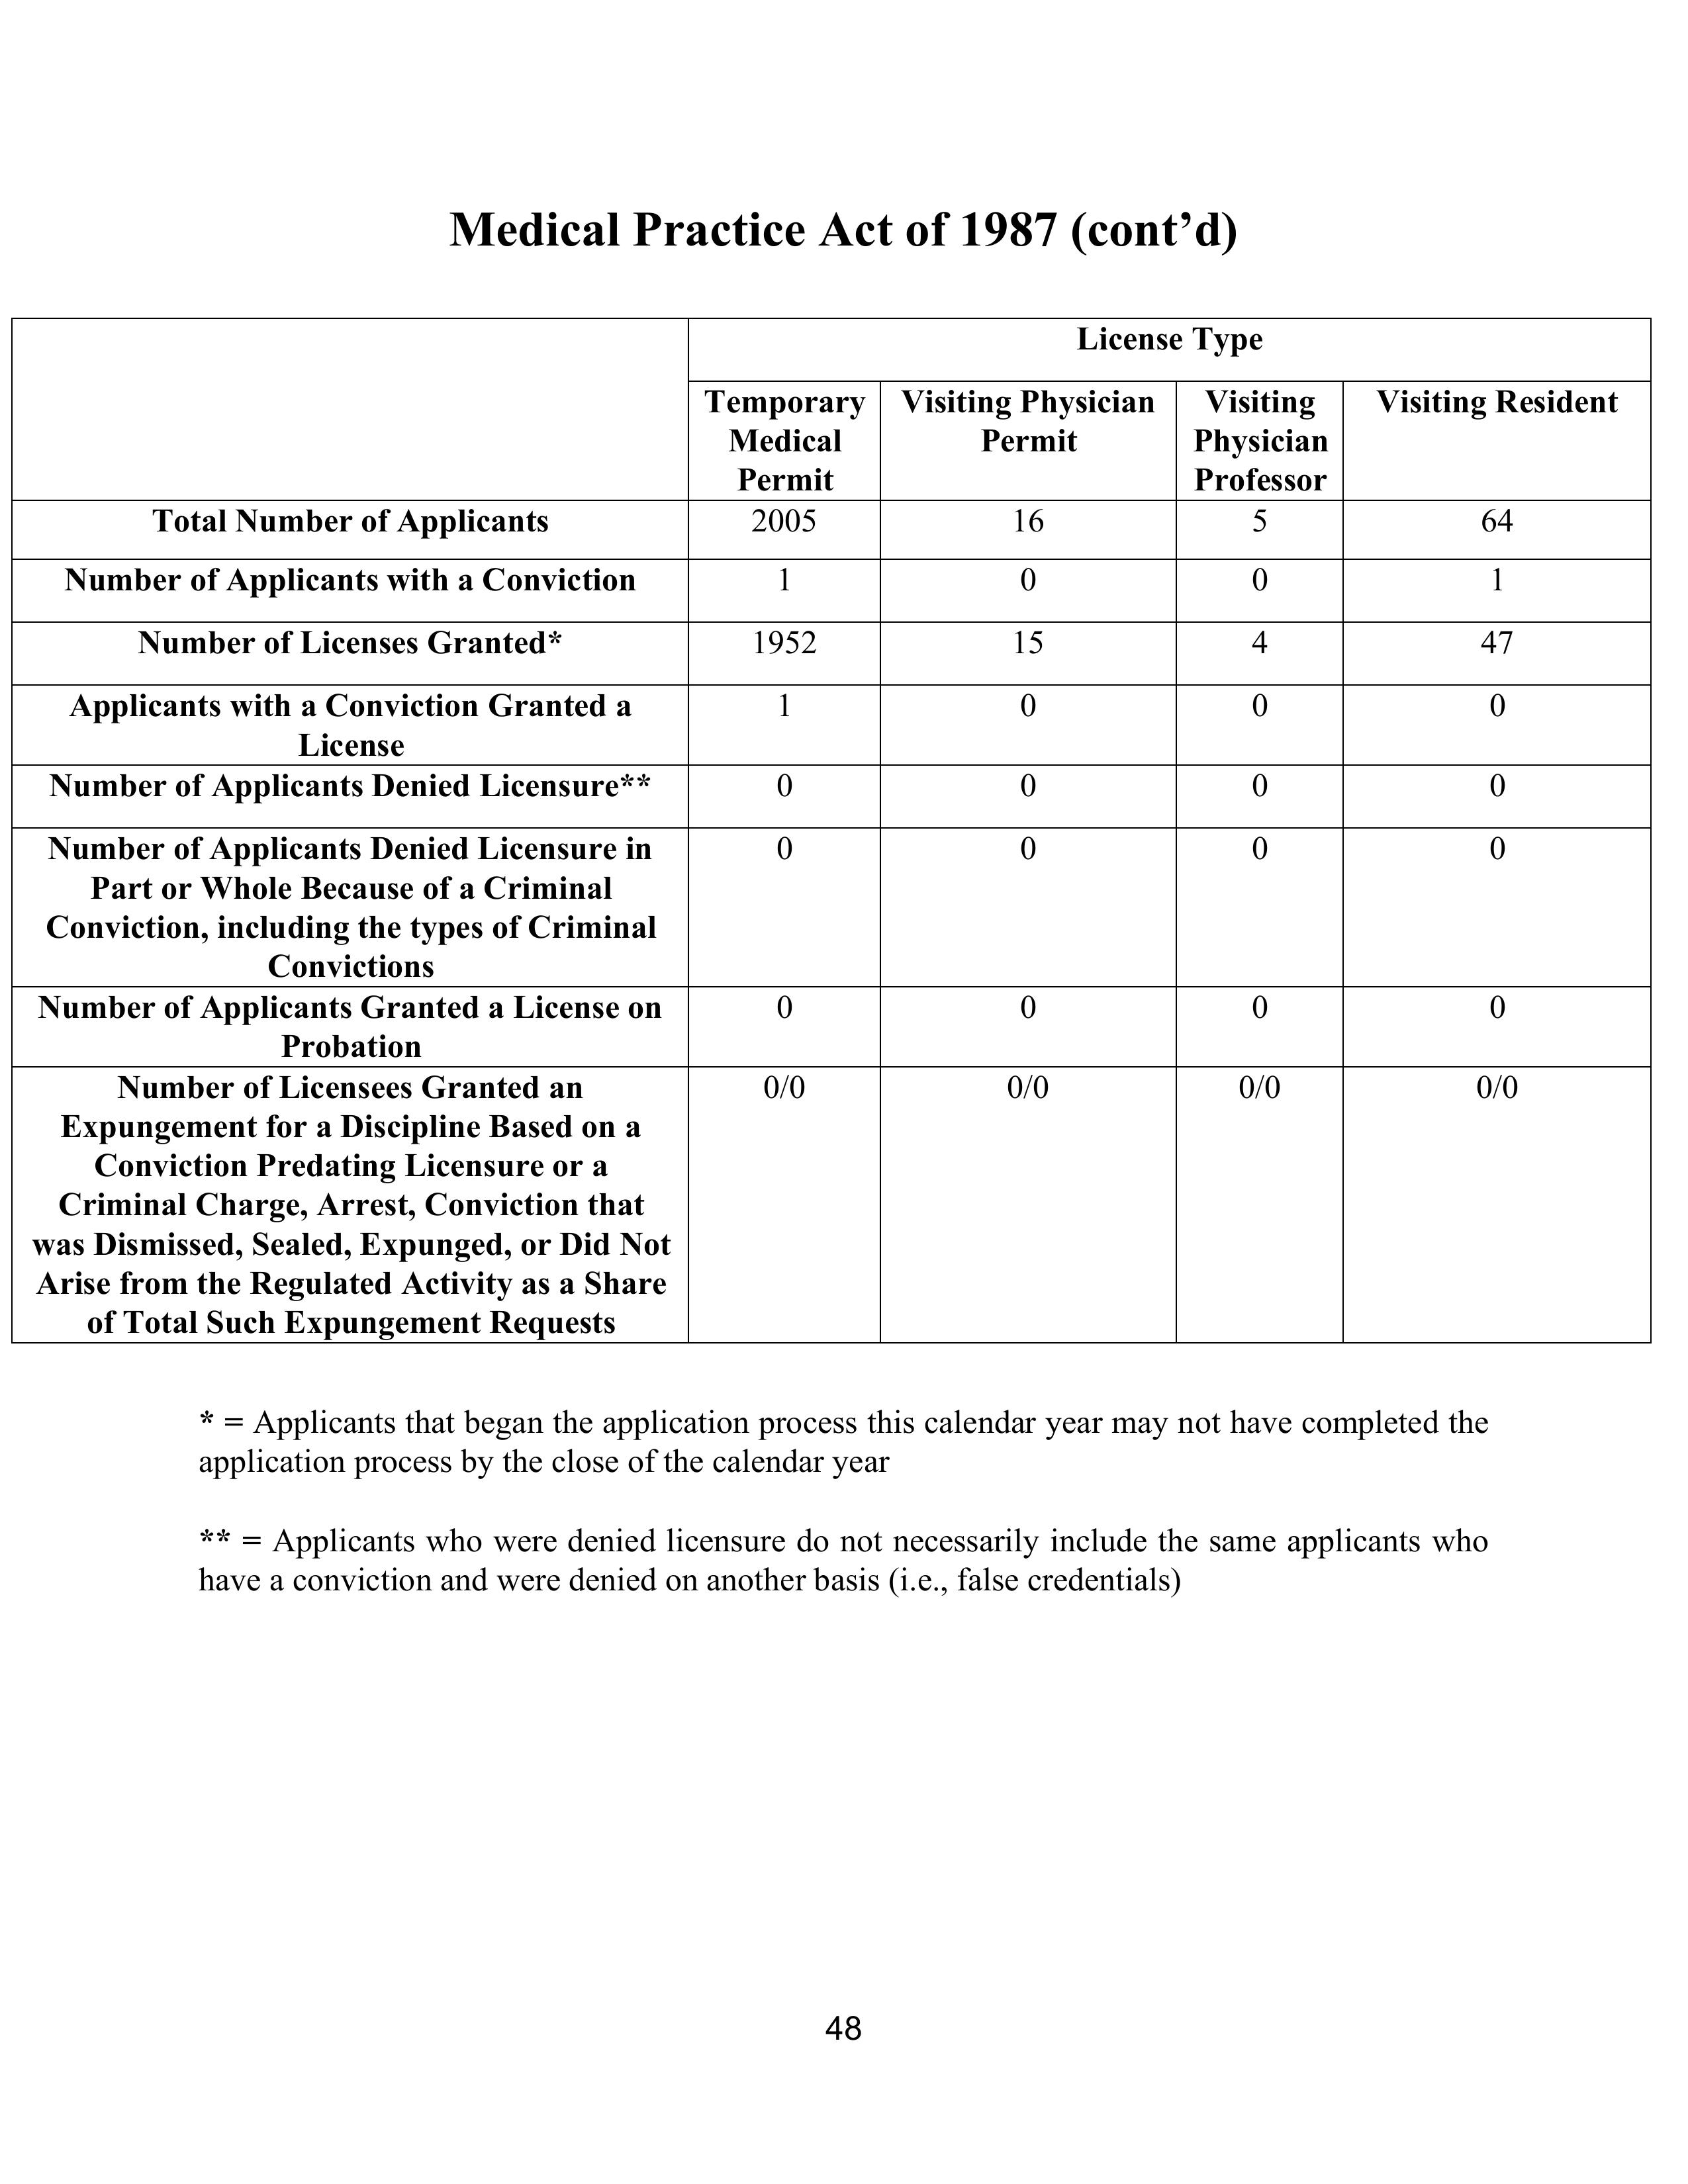 Medical Practice Act of 1987 (cont’d)
License Type
Temporary Medical Permit Visiting Physician Permit Visiting Physician Professor Visiting Resident
Total Number of Applicants 2005 16 5 64
Number of Applicants with a Conviction 1 0 0 1
Number of Licenses Granted* 1952 15 4 47
Applicants with a Conviction Granted a 1 0 0 0
License
Number of Applicants Denied Licensure** 0 0 0 0
Number of Applicants Denied Licensure in 0 0 0 0
Part or Whole Because of a Criminal
Conviction, including the types of Criminal
Convictions
Number of Applicants Granted a License on 0 0 0 0
Probation
Number of Licensees Granted an 0/0 0/0 0/0 0/0
Expungement for a Discipline Based on a
Conviction Predating Licensure or a
Criminal Charge, Arrest, Conviction that
was Dismissed, Sealed, Expunged, or Did Not
Arise from the Regulated Activity as a Share
of Total Such Expungement Requests
* = Applicants that began the application process this calendar year may not have completed the
application process by the close of the calendar year
** = Applicants who were denied licensure do not necessarily include the same applicants who
have a conviction and were denied on another basis (i.e., false credentials)
48